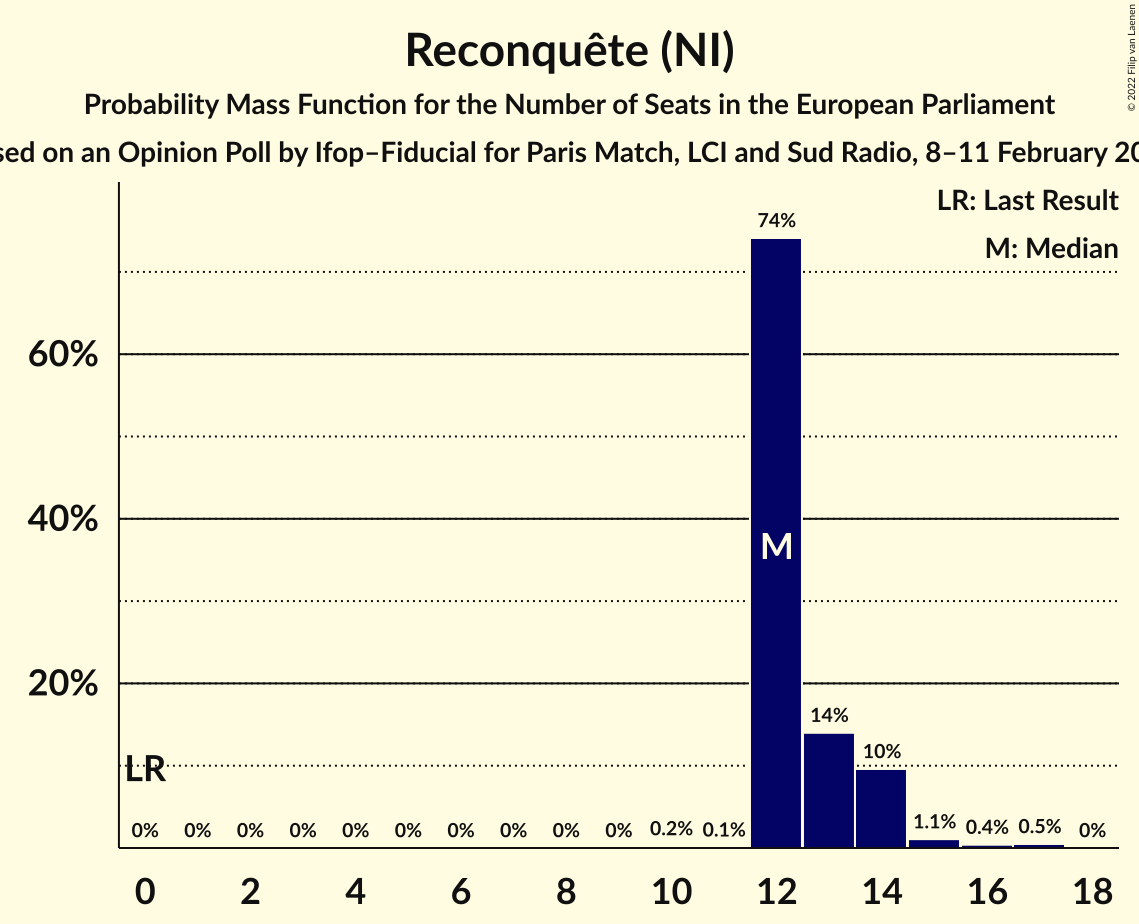 Reconquête (NI)
Probability Mass Function for the Number of Seats in the European Parliament
on an Opinion Poll by Ifop–Fiducial for Paris Match, LCI and Sud Radio, 8–11 February
© 2022 Filip van Laenen
LR: Last Result
M: Median
74%
60%
40%
M
20%
14%
10%
LR
0% 0% 0% 0% 0% 0% 0% 0% 0% 0% 0.2% 0.1% 1.1% 0.4% 0.5% 0%
0 2 4 6 8 10 12 14 16 18